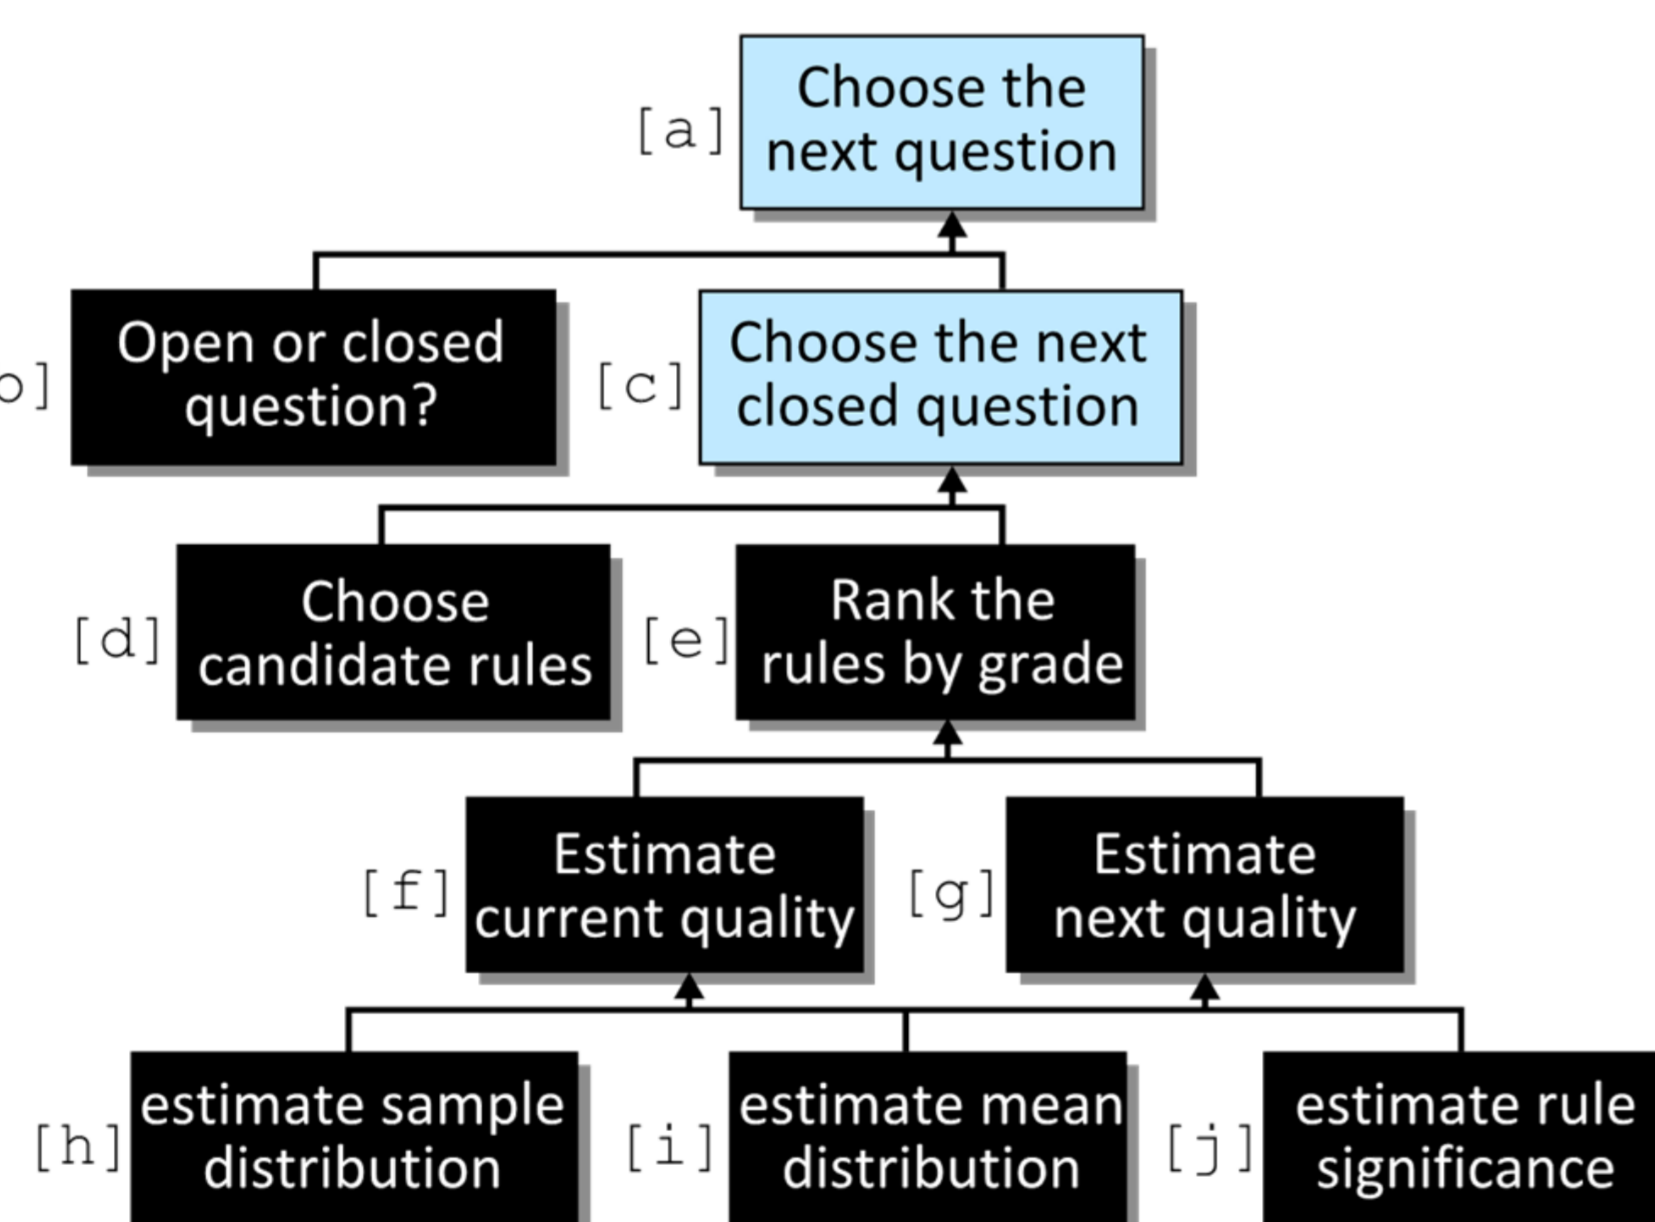 [a]
Choose the
next question
Open or closed
question?
[c]
Choose the next
closed question
[d]
Choose
candidate rules
[e]
Rank the
rules by grade
[f]
Estimate
current quality
[g]
Estimate
next quality
[h]
estimate sample
distribution
[i]
estimate mean
distribution
[j]
estimate rule
significance